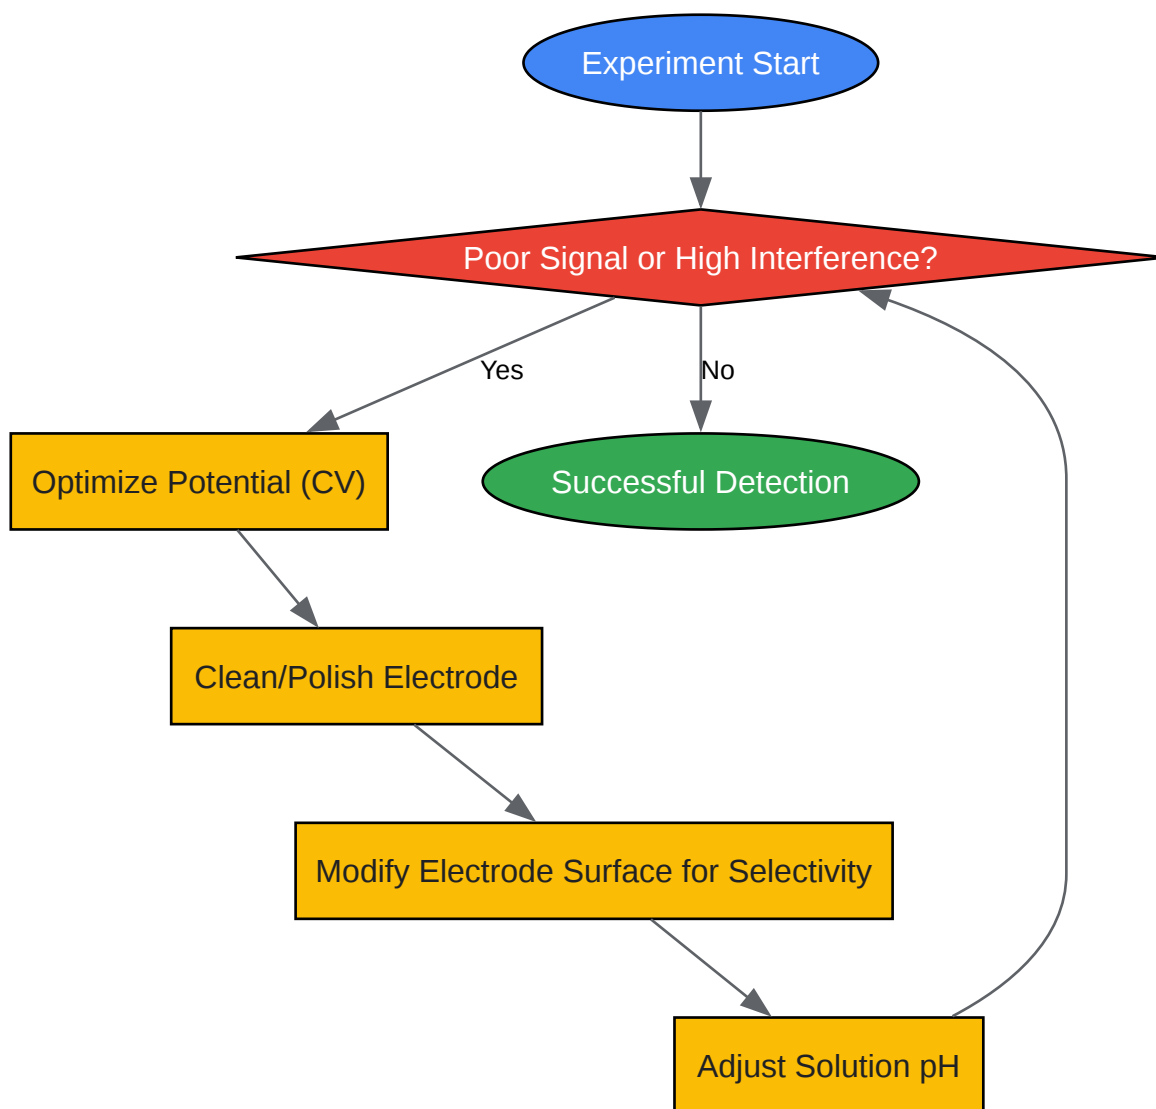 Experiment Start
Poor Signal or High Interference?
Yes
No
Optimize Potential (CV)
Successful Detection
Clean/Polish Electrode
Modify Electrode Surface for Selectivity
Adjust Solution pH